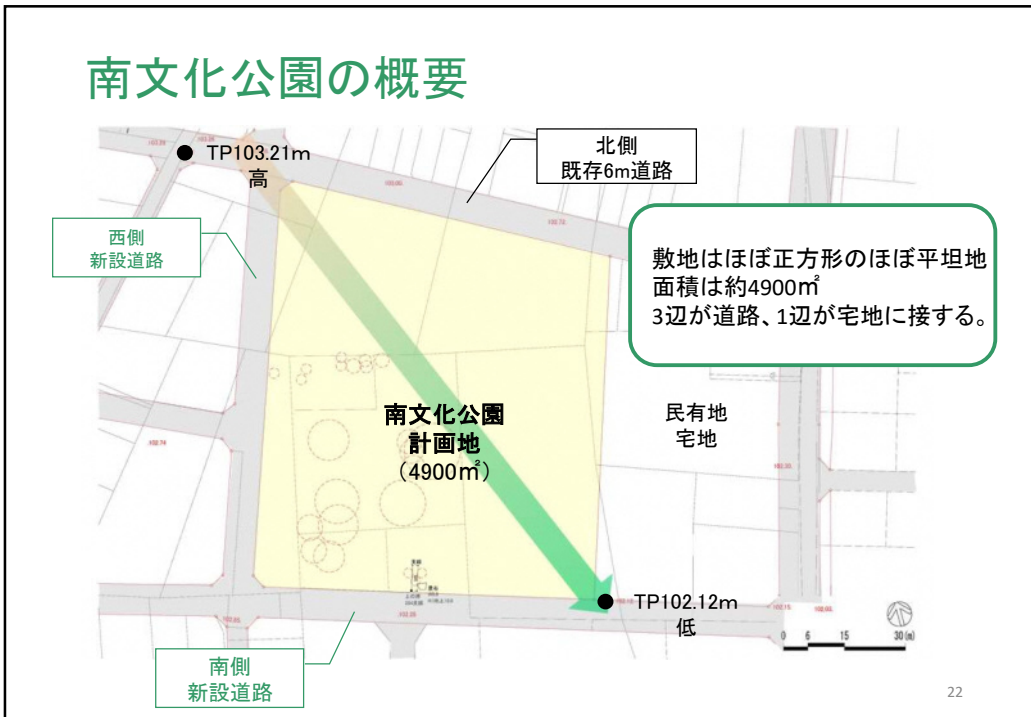 南文化公園の概要
TP103.21m
高
北側
既存6m道路
西側
新設道路
敷地はほぼ正方形のほぼ平坦地
面積は約4900㎡
3辺が道路、1辺が宅地に接する。
南文化公園
計画地
（4900㎡）
民有地
宅地
102.74
TP102.12m
低
102.15
0 6 15 30(m)
南側
新設道路
22